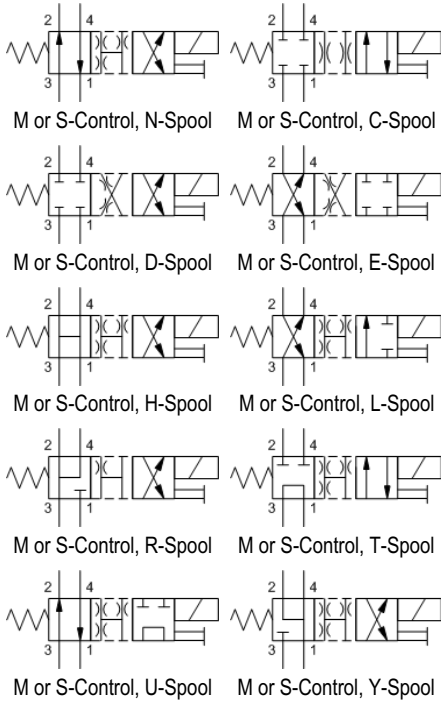 2 4 2 4
3 1 3 1
M or S-Control, N-Spool M or S-Control, C-Spool
2 4 2 4
3 1 3 1
M or S-Control, D-Spool M or S-Control, E-Spool
2 4 2 4
3 1 3 1
M or S-Control, H-Spool M or S-Control, L-Spool
2 4 2 4
3 1 3 1
M or S-Control, R-Spool M or S-Control, T-Spool
2 4 2 4
3 1 3 1
M or S-Control, U-Spool M or S-Control, Y-Spool